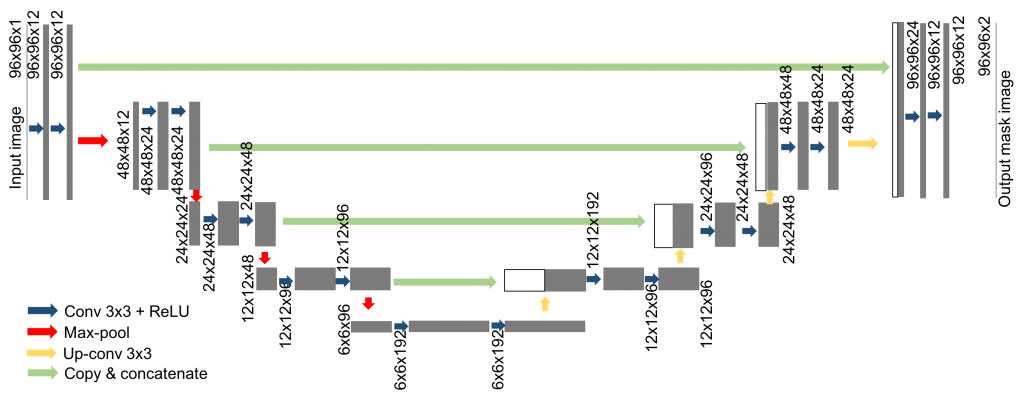 Input image
96x96x1
96x96x12
96x96x12
48x48x12
48x48x24
48x48x24
24x24x24
24x24x48
24x24x48
12x12x48
12x12x96
12x12x96
6x6x96
6x6x192
6x6x192
12x12x192
12x12x96
12x12x96
24x24x96
24x24x48
24x24x48
48x48x48
48x48x24
48x48x24
96x96x24
96x96x12
96x96x12
96x96x2
Output mask image
Conv 3x3 + ReLU
Max-pool
Up-conv 3x3
Copy & concatenate